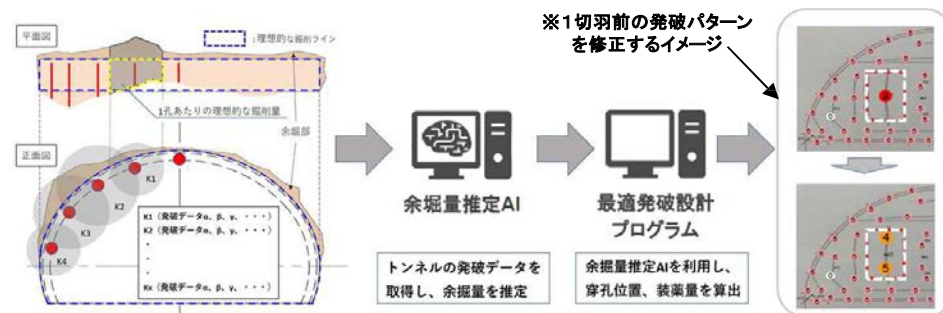 ※１切羽前の発破パターン
を修正するイメージ
平面図
:理想的な掘削ライン
1孔あたりの理想的な掘削量
余掘部
正面図
K1
K2
K3
K4
K1（発破データα、β、γ、・・・・）
K2（発破データα、β、γ、・・・・）
.
.
.
Kx（発破データα、β、γ、・・・・）
余掘量推定AI
最適発破設計
プログラム
トンネルの発破データを
取得し、余掘量を推定
余掘量推定AIを利用し、
穿孔位置、装薬量を算出
4
5